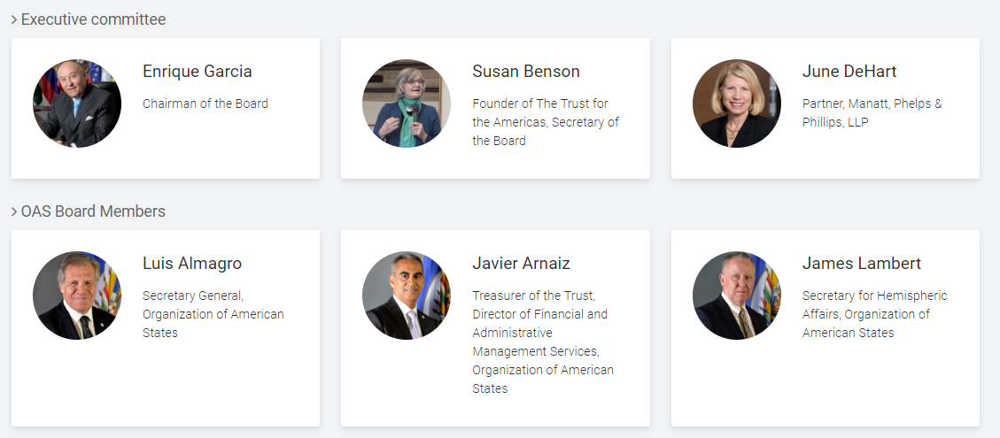 Executive committee
Enrique Garcia
Chairman of the Board
Susan Benson
Founder of The Trust for
the Americas, Secretary of
the Board
June DeHart
Partner, Manatt, Phelps &
Phillips, LLP
OAS Board Members
Luis Almagro
Secretary General,
Organization of American
States
Javier Arnaiz
Treasurer of the Trust,
Director of Financial and
Administrative
Management Services,
Organization of American
States
James Lambert
Secretary for Hemispheric
Affairs, Organization of
American States